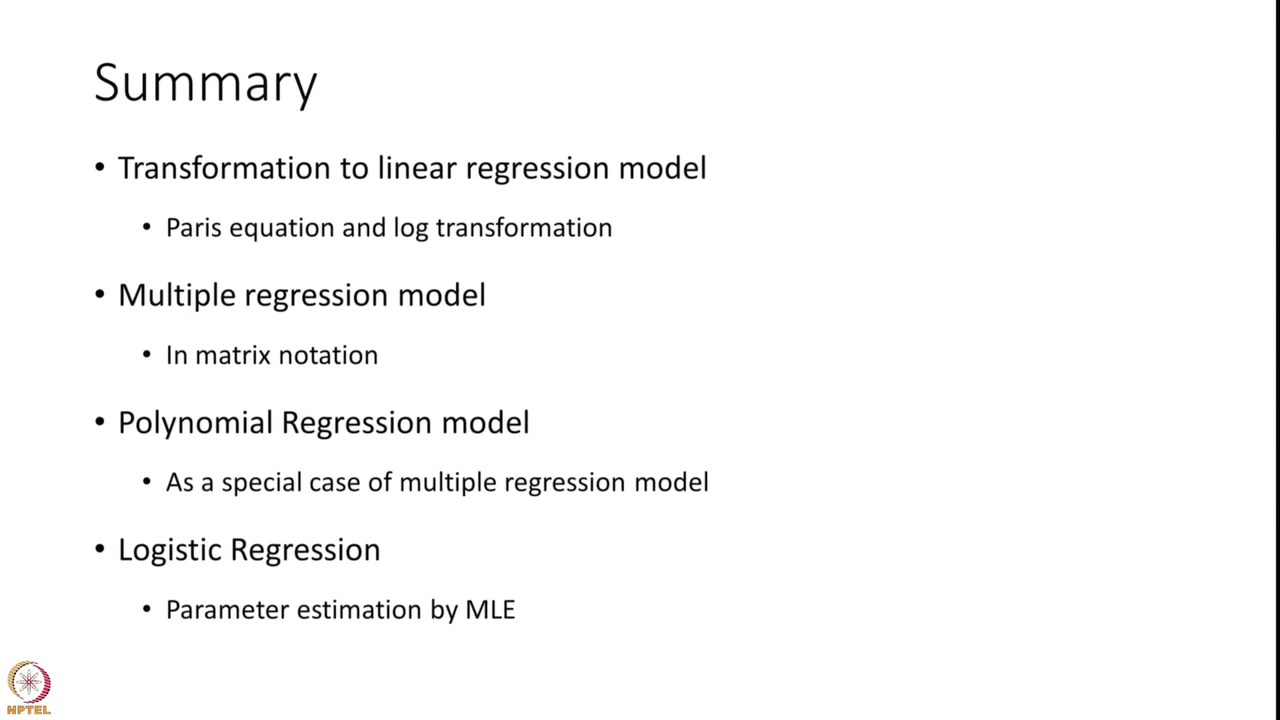 Summary
• Transformation to linear regression model
• Paris equation and log transformation
• Multiple regression model
• In matrix notation
• Polynomial Regression model
• As a special case of multiple regression model
• Logistic Regression
• Parameter estimation by MLE
NPTEL